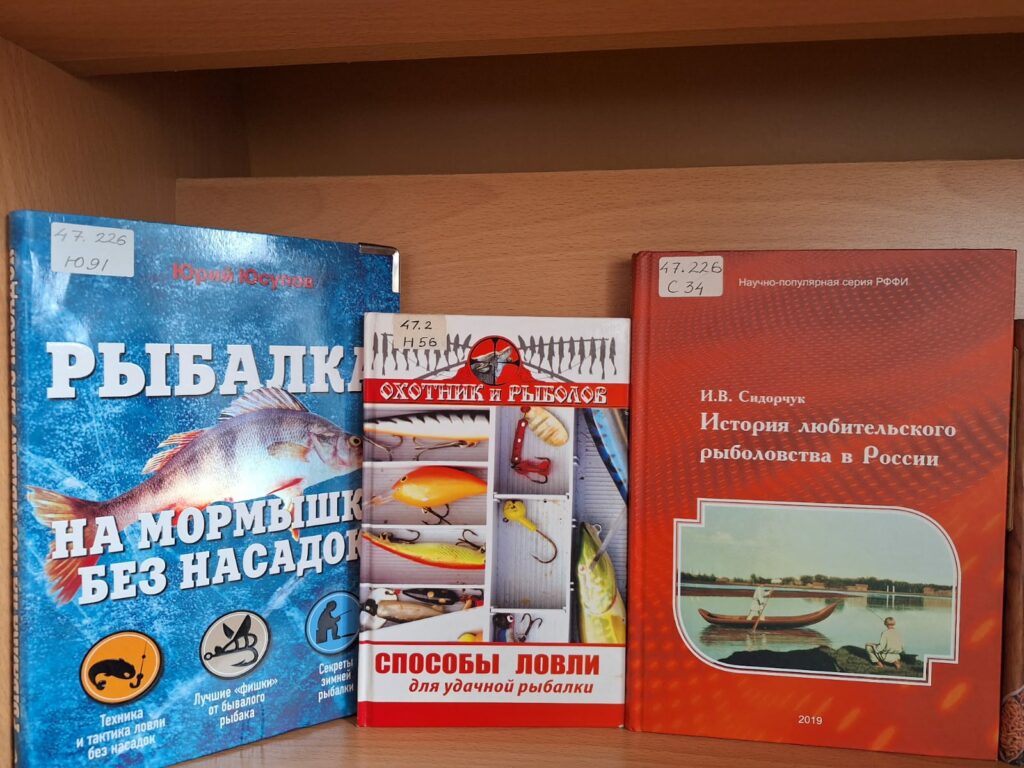 47.226
Ю91
Юрий Юсупов
РЫБАЛКА
НА МОРМЫШК
БЕЗ НАСАДОК
Техника
и тактика ловли
без насадок
Лучшие «фишки»
от бывалого
рыбака
Секреты
зимней
рыбалки
47.2
Н56
ОХОТНИК и РЫБОЛОВ
СПОСОБЫ ЛОВЛИ
для удачной рыбалки
47.226
С 34
Научно-популярная серия РФФИ
И.В. Сидорчук
История любительского
рыболовства в России
2019